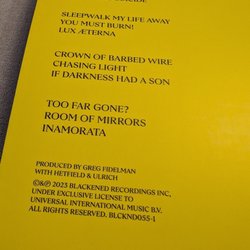 SLEEPWALK MY LIFE AWAY
YOU MUST BURN!
LUX ÆTERNA
CROWN OF BARBED WIRE
CHASING LIGHT
IF DARKNESS HAD A SON
TOO FAR GONE?
ROOM OF MIRRORS
INAMORATA
PRODUCED BY GREG FIDELMAN
WITH HETFIELD & ULRICH
©&℗ 2023 BLACKENED RECORDINGS INC,
UNDER EXCLUSIVE LICENSE TO
UNIVERSAL INTERNATIONAL MUSIC B.V.
ALL RIGHTS RESERVED. BLCKND055-1